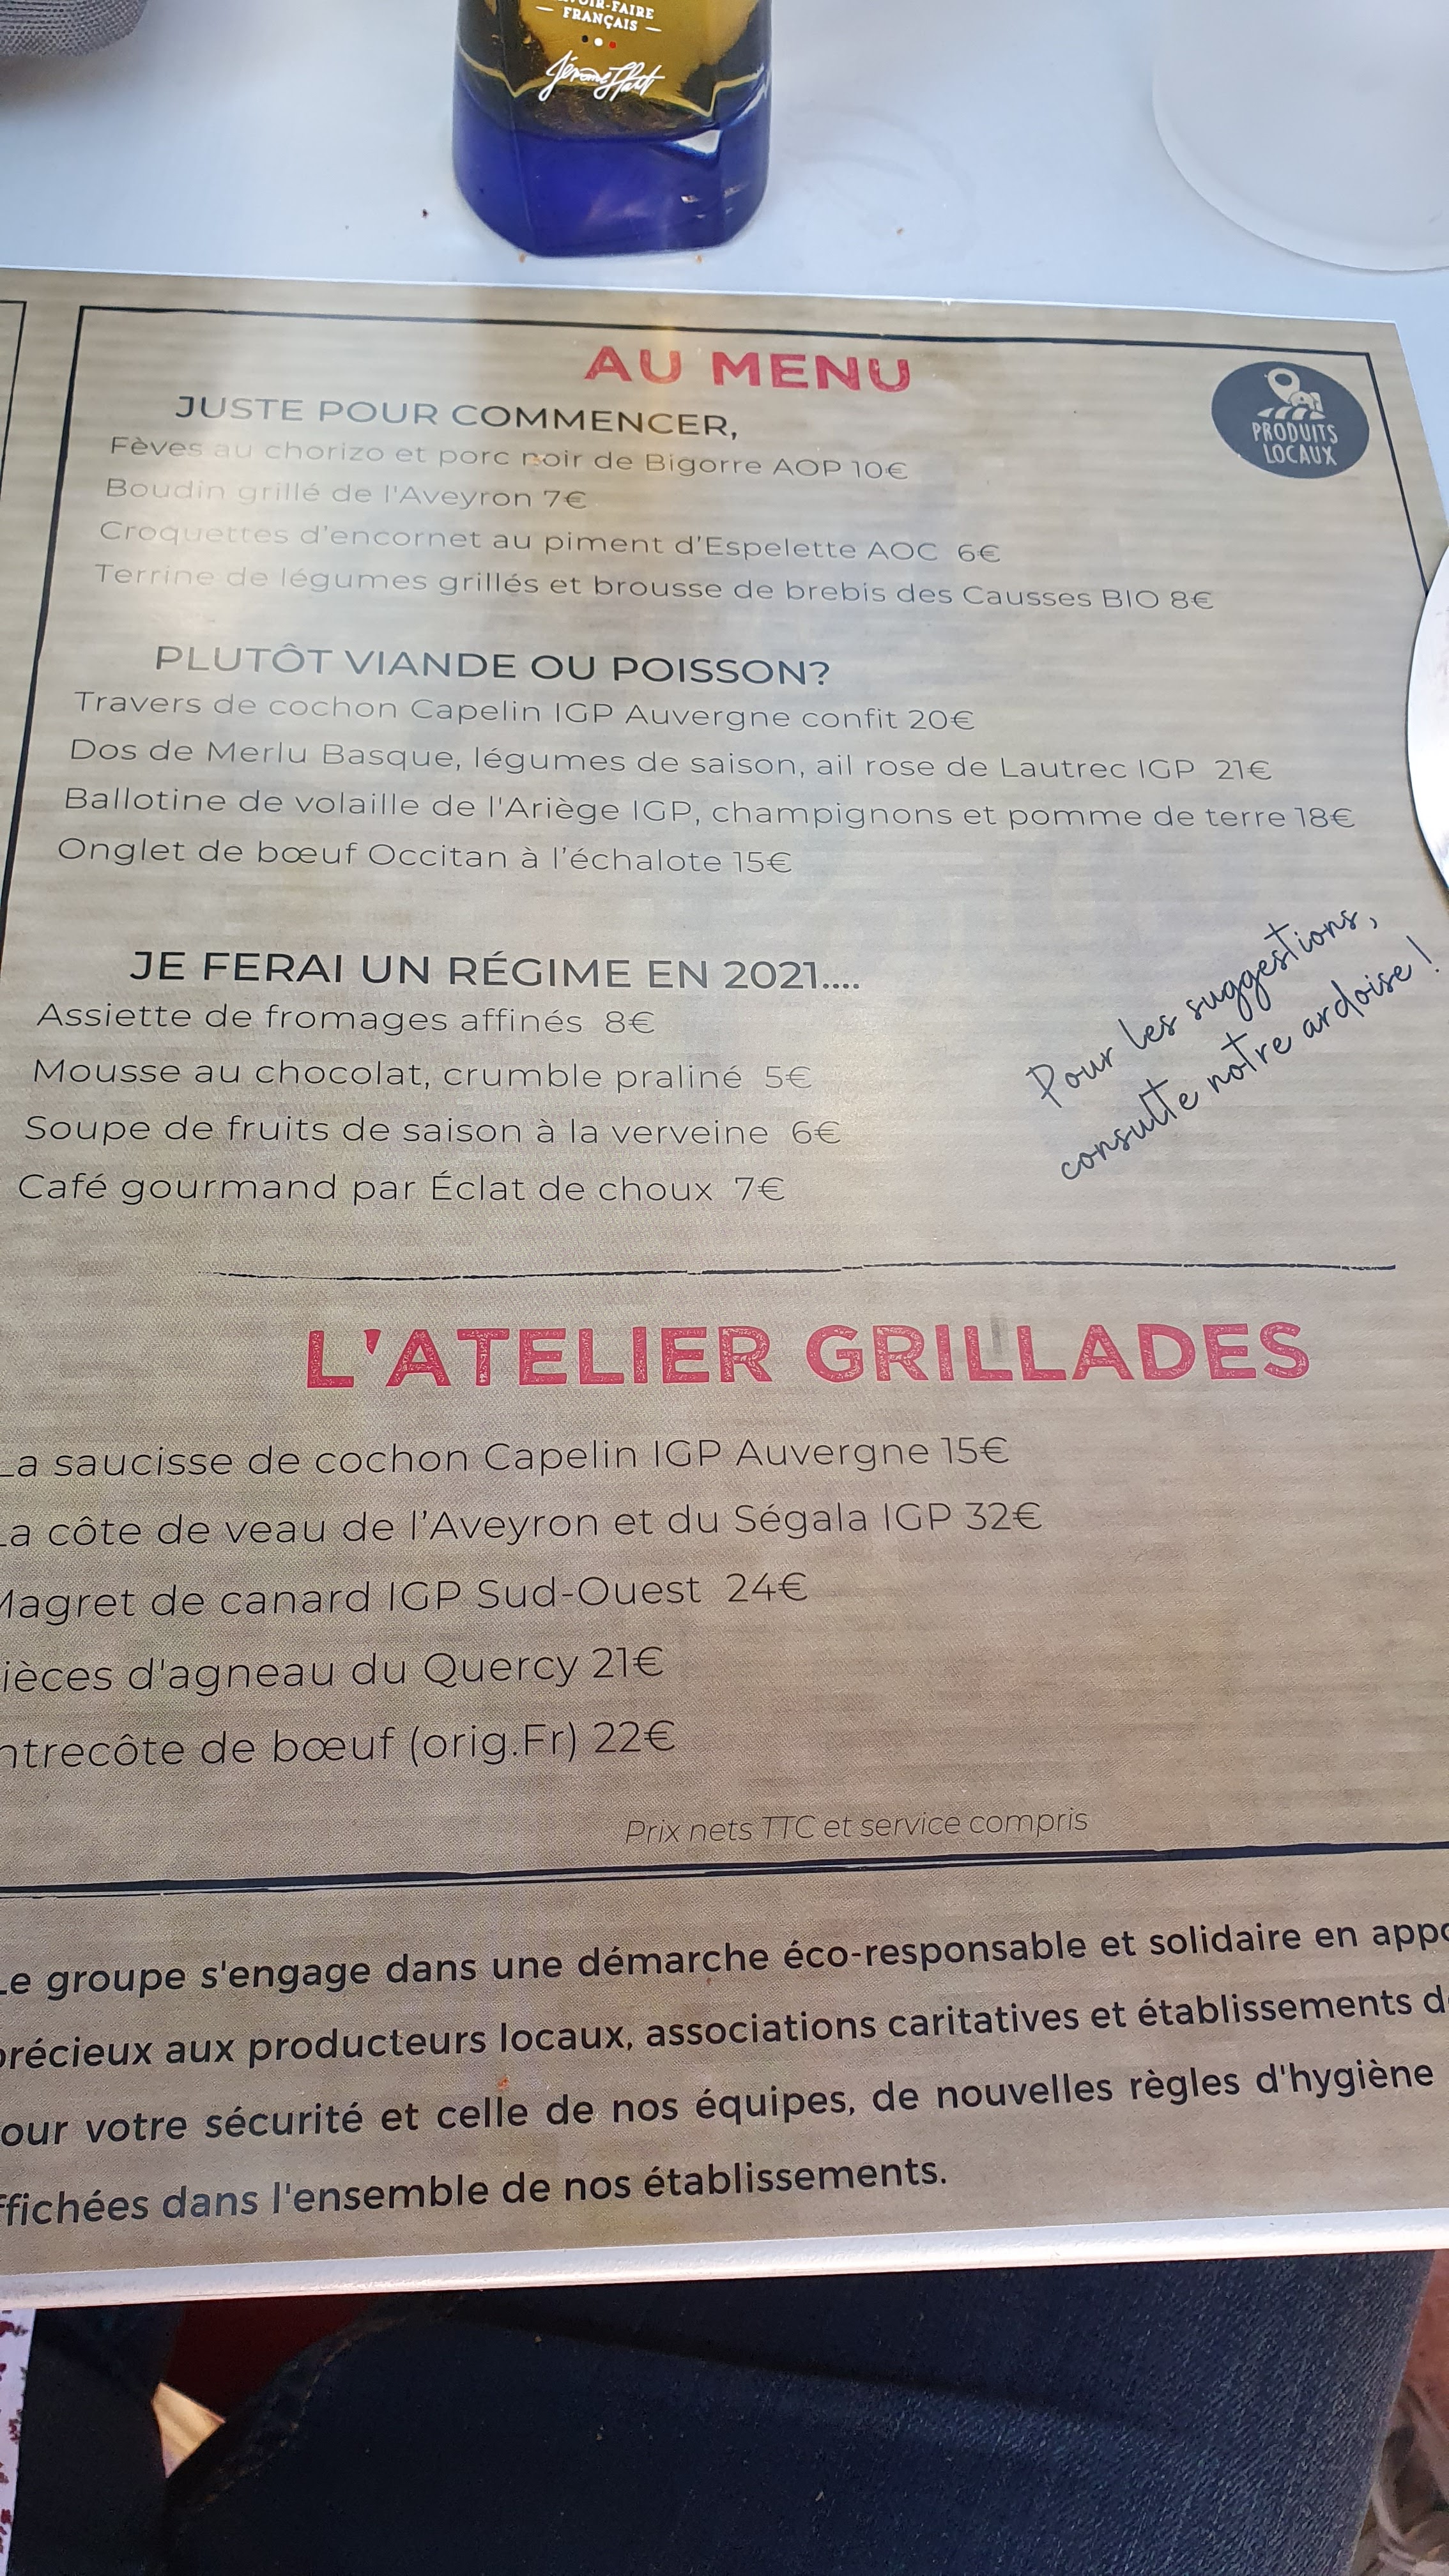 FRANÇAIS
AU MENU
PRODUITS
LOCAUX
JUSTE POUR COMMENCER,
Fèves au chorizo et porc noir de Bigorre AOP 10€
Boudin grillé de l'Aveyron 7€
Croquettes d'encornet au piment d'Espelette AOC 6€
Terrine de légumes grillés et brousse de brebis des Causses BIO 8€
PLUTÔT VIANDE OU POISSON?
Travers de cochon Capelin IGP Auvergne confit 20€
Dos de Merlu Basque, légumes de saison, ail rose de Lautrec IGP 21€
Ballotine de volaille de l'Ariège IGP, champignons et pomme de terre 18€
Onglet de bœuf Occitan à l'échalote 15€
JE FERAI UN RÉGIME EN 2021....
Assiette de fromages affinés 8€
Mousse au chocolat, crumble praliné 5€
Soupe de fruits de saison à la verveine 6€
Café gourmand par Éclat de choux 7€
Pour les suggestions,
consulte notre ardoise !
L'ATELIER GRILLADES
La saucisse de cochon Capelin IGP Auvergne 15€
La côte de veau de l'Aveyron et du Ségala IGP 32€
Magret de canard IGP Sud-Ouest 24€
ièces d'agneau du Quercy 21€
ntrecôte de bœuf (orig.Fr) 22€
Prix nets TTC et service compris
Le groupe s'engage dans une démarche éco-responsable et solidaire en appo
précieux aux producteurs locaux, associations caritatives et établissements d
our votre sécurité et celle de nos équipes, de nouvelles règles d'hygiène
ffichées dans l'ensemble de nos établissements.